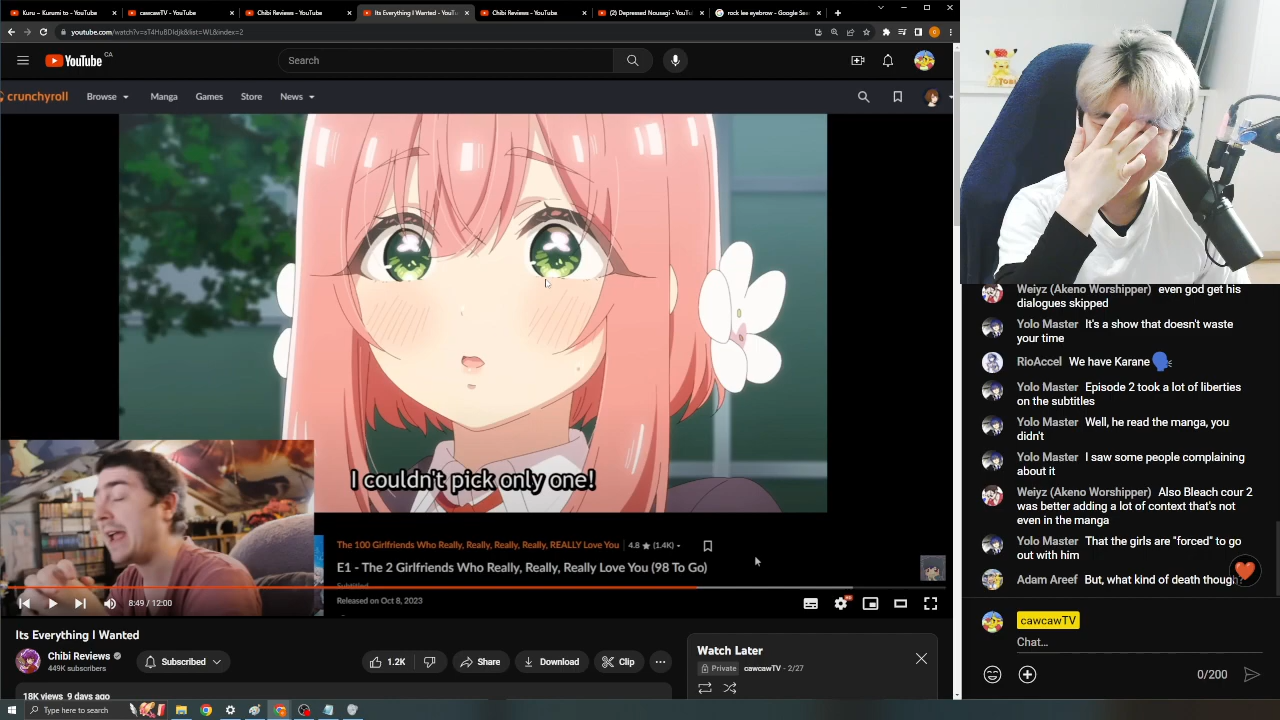 Kuru ~ Kurumi to - YouTube
cawcawTV - YouTube
Chibi Reviews - YouTube
Its Everything I Wanted - YouTu
Chibi Reviews - YouTube
(2) Depressed Nousagi - YouTu
rock lee eyebrow - Google Se
youtube.com/watch?v=sT4Hu8DIdjk&list=WL&index=2
YouTube CA
Search
crunchyroll
Browse
Manga
Games
Store
News
I couldn't pick only one!
The 100 Girlfriends Who Really, Really, Really, Really, REALLY Love You
4.8 ★ (1.4K)
E1 - The 2 Girlfriends Who Really, Really, Really Love You (98 To Go)
Subtitled
Released on Oct 8, 2023
8:49 / 12:00
Its Everything I Wanted
Chibi Reviews
449K subscribers
Subscribed
1.2K
Share
Download
Clip
18K views 9 days ago
Watch Later
Private
cawcawTV - 2/27
Type here to search
Weiyz (Akeno Worshipper) even god get his
dialogues skipped
Yolo Master It's a show that doesn't waste
your time
RioAccel We have Karane
Yolo Master Episode 2 took a lot of liberties
on the subtitles
Yolo Master Well, he read the manga, you
didn't
Yolo Master I saw some people complaining
about it
Weiyz (Akeno Worshipper) Also Bleach cour 2
was better adding a lot of context that's not
even in the manga
Yolo Master That the girls are "forced" to go
out with him
Adam Areef But, what kind of death though?
cawcawTV
Chat...
0/200